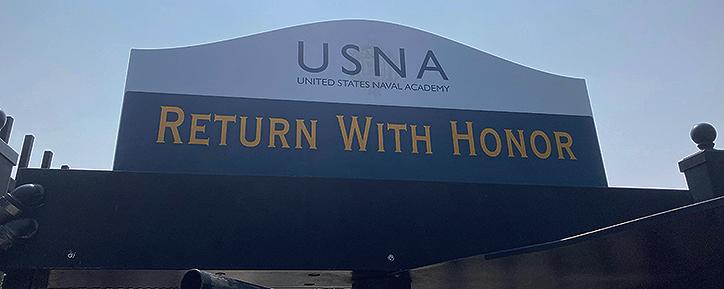 USNA
UNITED STATES NAVAL ACADEMY
RETURN WITH HONOR